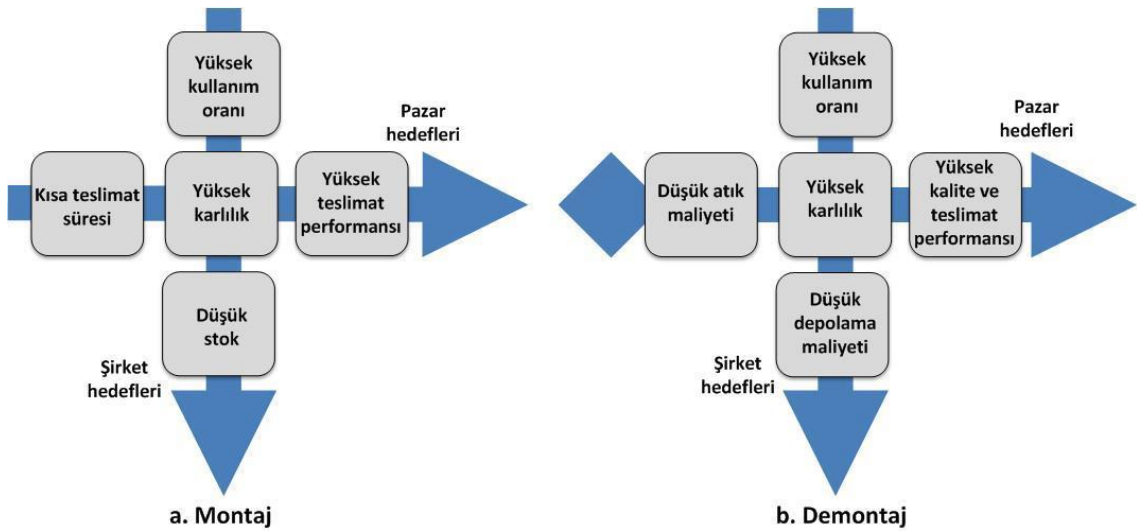 Yüksek
kullanım
oranı
Pazar
hedefleri
Kısa teslimat
süresi
Yüksek
karlılık
Yüksek
teslimat
performansı
Düşük
stok
Şirket
hedefleri
a. Montaj
Yüksek
kullanım
oranı
Pazar
hedefleri
Düşük atık
maliyeti
Yüksek
karlılık
Yüksek
kalite ve
teslimat
performansı
Düşük
depolama
maliyeti
Şirket
hedefleri
b. Demontaj